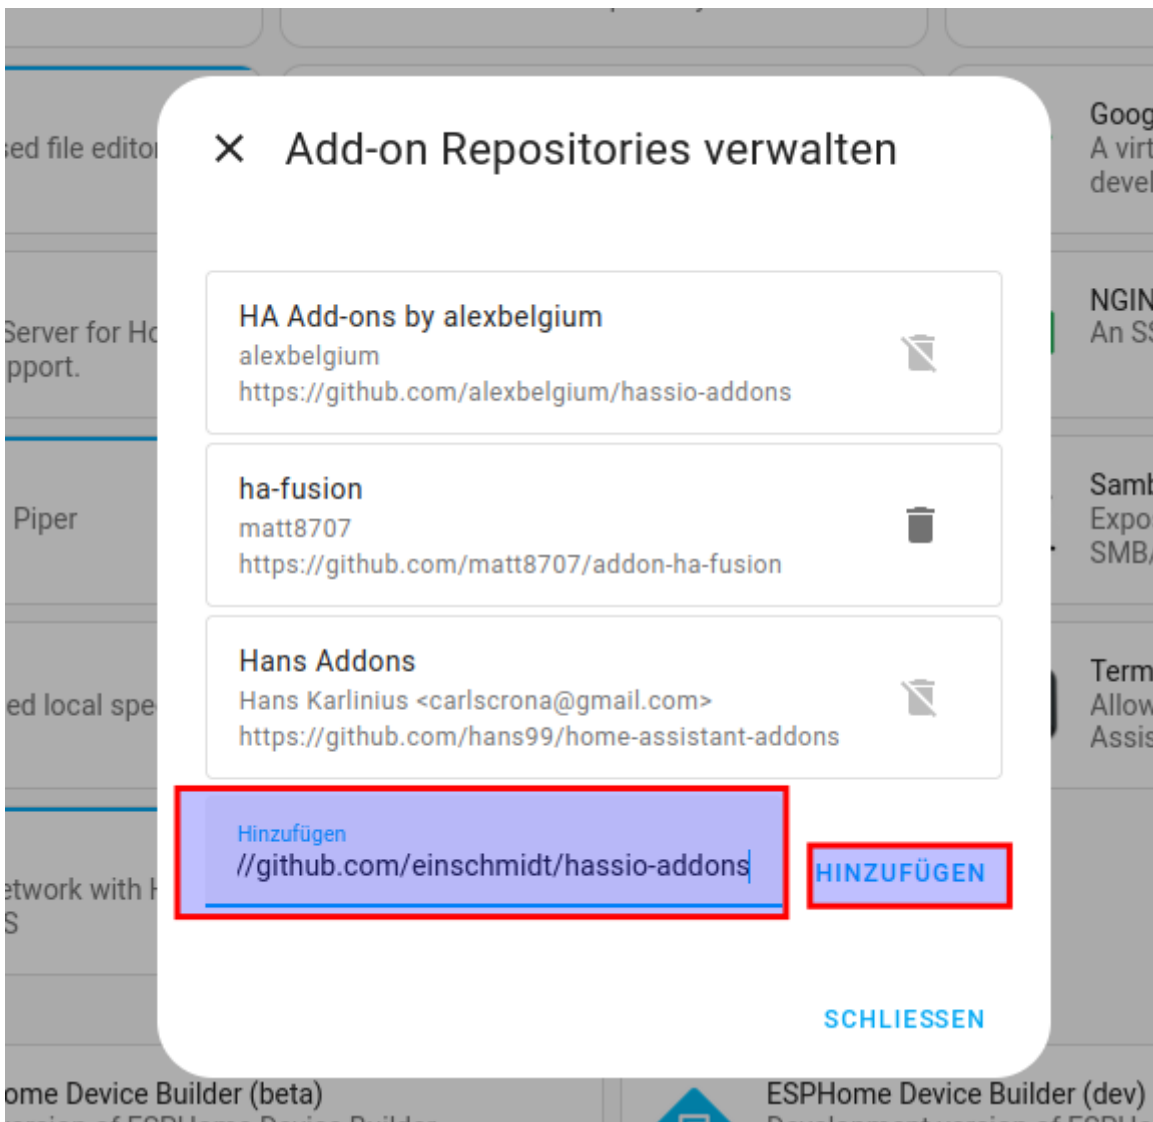 Add-on Repositories verwalten
HA Add-ons by alexbelgium
alexbelgium
https://github.com/alexbelgium/hassio-addons
ha-fusion
matt8707
https://github.com/matt8707/addon-ha-fusion
Hans Addons
Hans Karlinius <carlscrona@gmail.com>
https://github.com/hans99/home-assistant-addons
Hinzufügen
//github.com/einschmidt/hassio-addons
HINZUFÜGEN
SCHLIESSEN
sed file editor
Server for Ho
pport.
Piper
ed local spe
etwork with H
S
Goog
A virt
devel
NGIN
An SS
Samb
Expos
SMB/
Term
Allow
Assis
ome Device Builder (beta)
ESPHome Device Builder (dev)